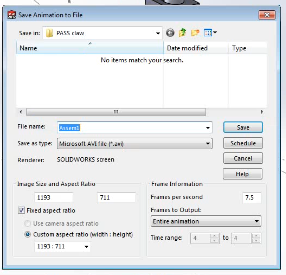 Save Animation to File
Save in: PASS claw
Name Date modified Type
No items match your search.
File name: Assem1 Save
Save as type: Microsoft AVI file (*.avi) Schedule
Renderer: SOLIDWORKS screen Cancel
Help
Image Size and Aspect Ratio Frame Information
1193 711 Frames per second 7.5
Fixed aspect ratio Frames to Output:
Use camera aspect ratio Entire animation
Custom aspect ratio (width : height) Time range: 4 to 4
1193 : 711